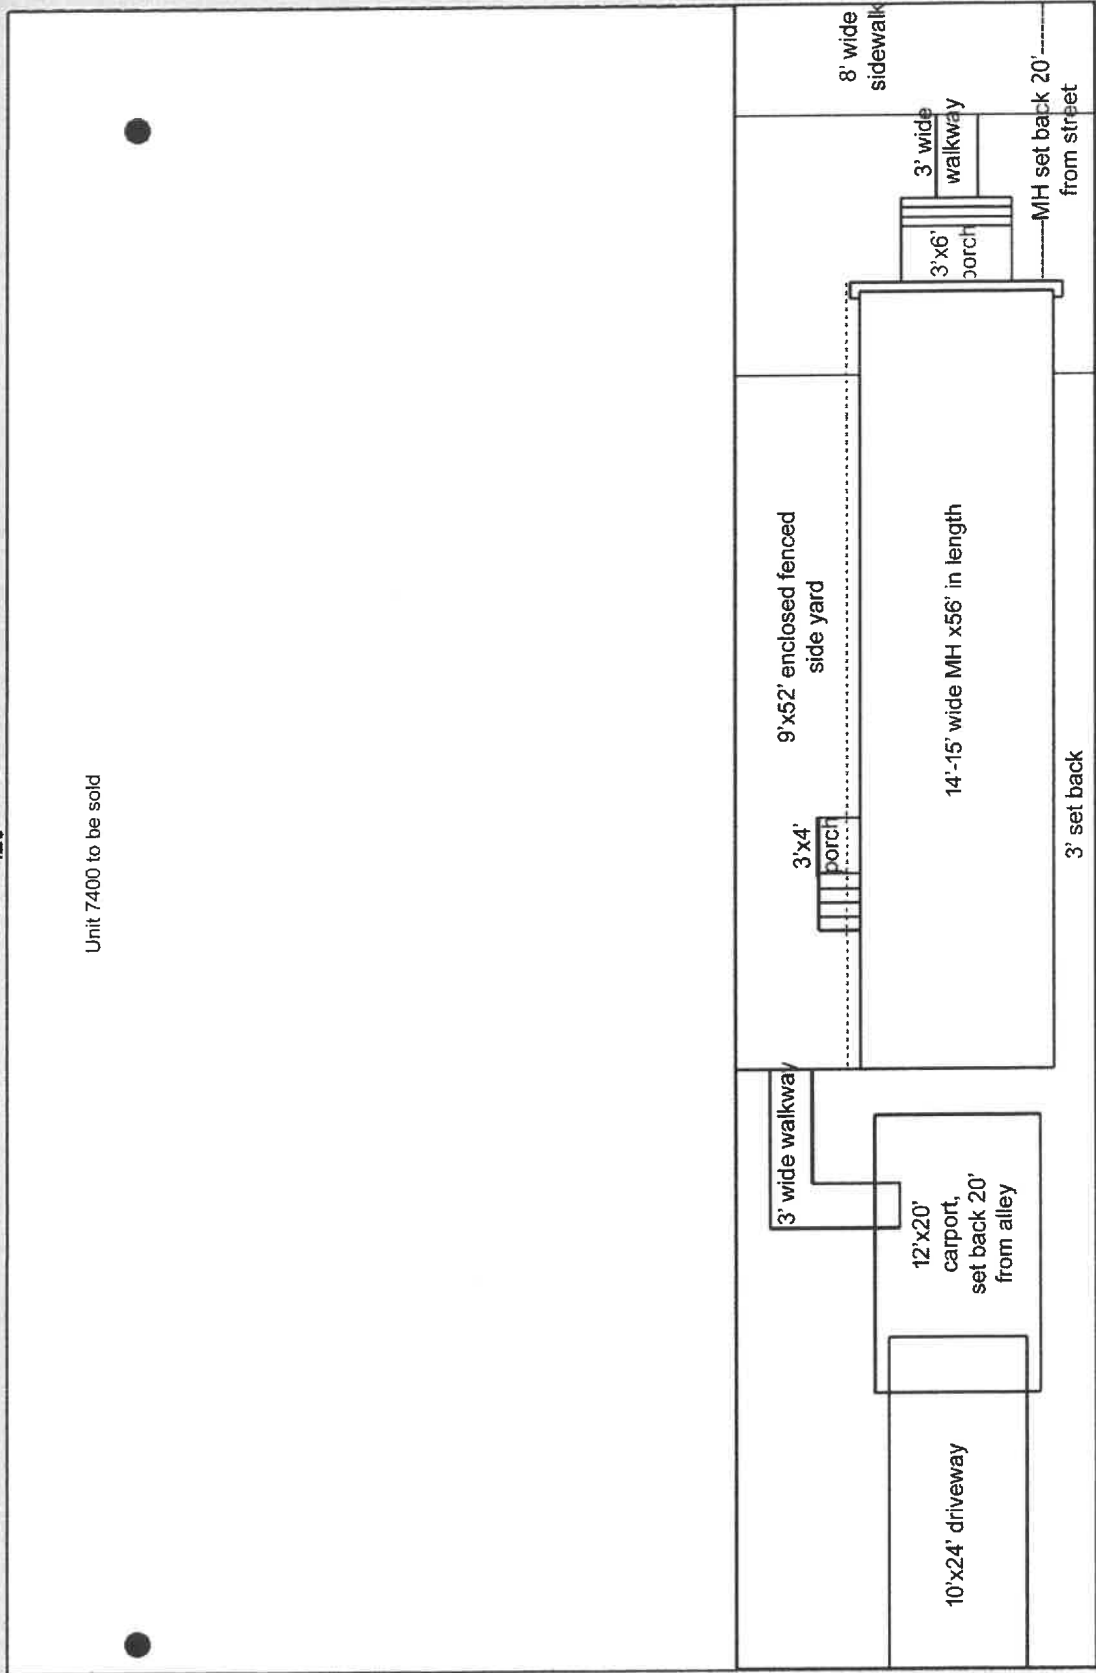 Unit 7400 to be sold
8' wide
sidewalk
3' wide
walkway
MH set back 20'
from street
3'x6'
porch
9'x52' enclosed fenced
side yard
14'-15' wide MH x56' in length
3'x4'
porch
3' set back
3' wide walkway
12'x20'
carport,
set back 20'
from alley
10'x24' driveway